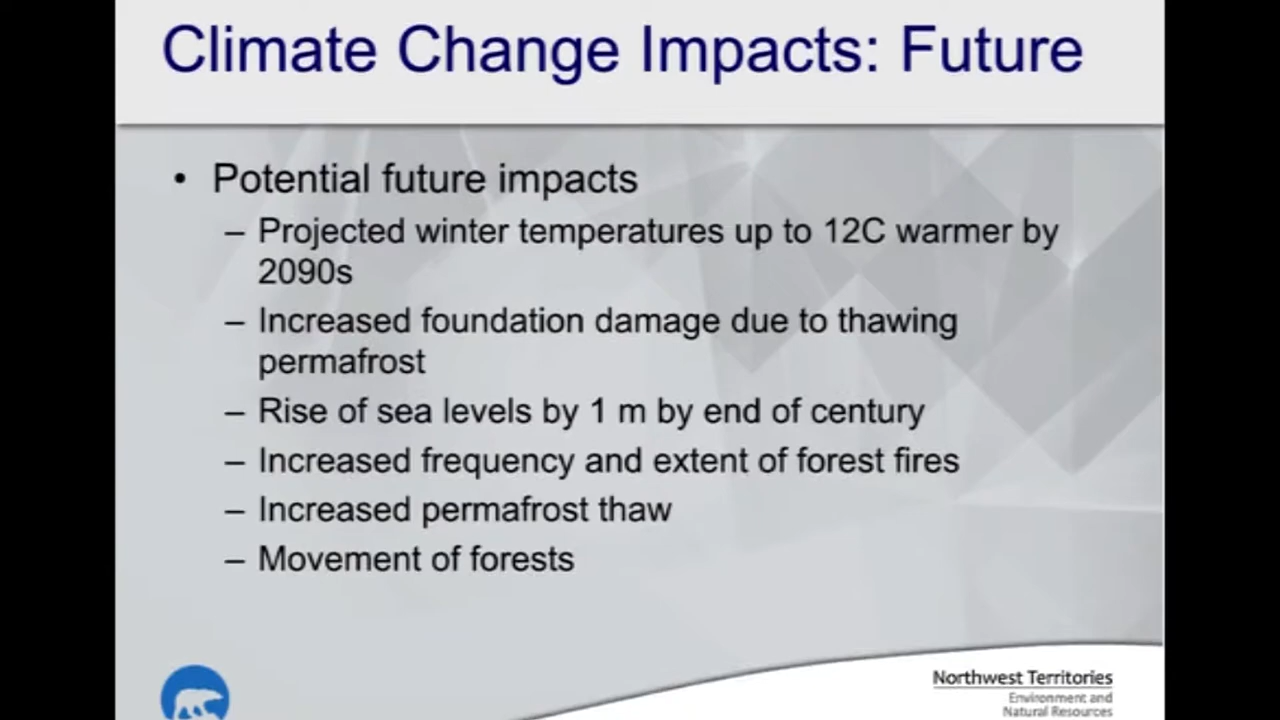 Climate Change Impacts: Future
• Potential future impacts
– Projected winter temperatures up to 12C warmer by
2090s
– Increased foundation damage due to thawing
permafrost
– Rise of sea levels by 1 m by end of century
– Increased frequency and extent of forest fires
– Increased permafrost thaw
– Movement of forests
Northwest Territories
Environment and
Natural Resources